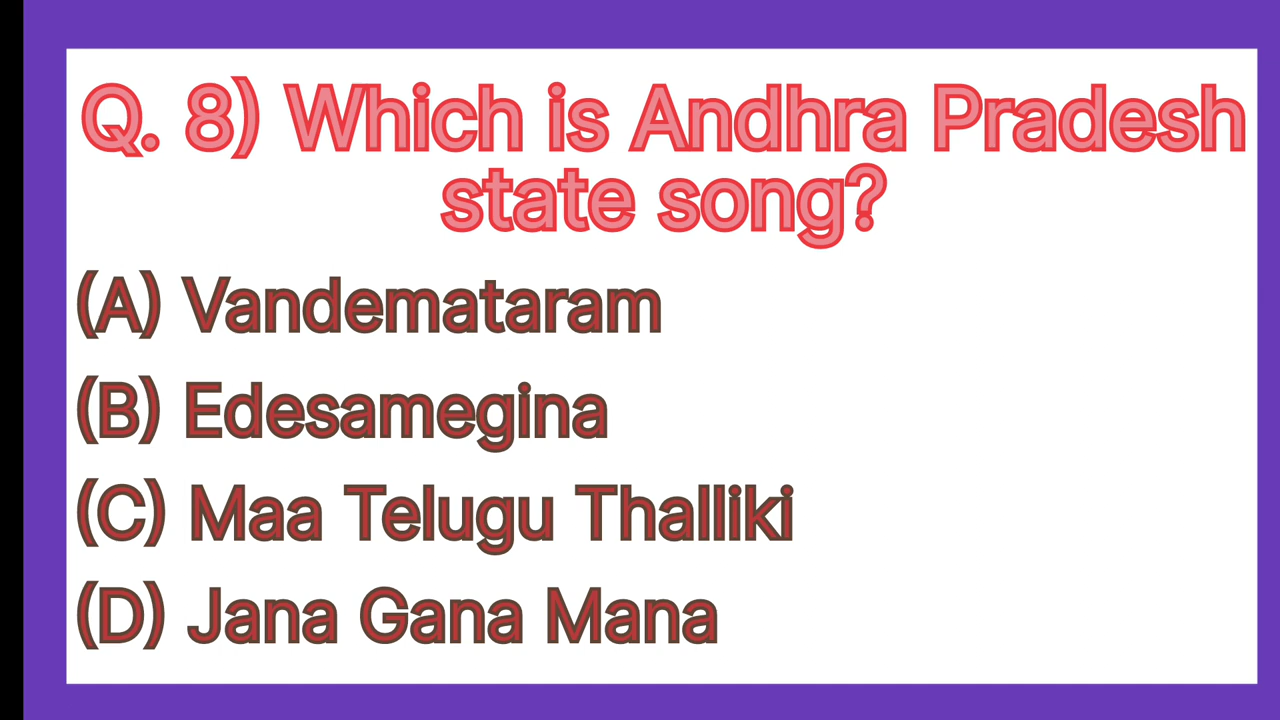 Q. 8) Which is Andhra Pradesh
state song?
(A) Vandemataram
(B) Edesamegina
(C) Maa Telugu Thalliki
(D) Jana Gana Mana